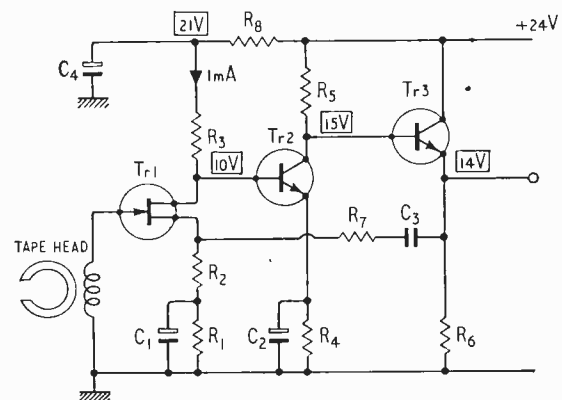 21V
R8
+24V
C4
1mA
R5
R3
Tr2
15V
Tr3
10V
14V
Tr1
R7
C3
TAPE HEAD
R2
C1
R1
C2
R4
R6